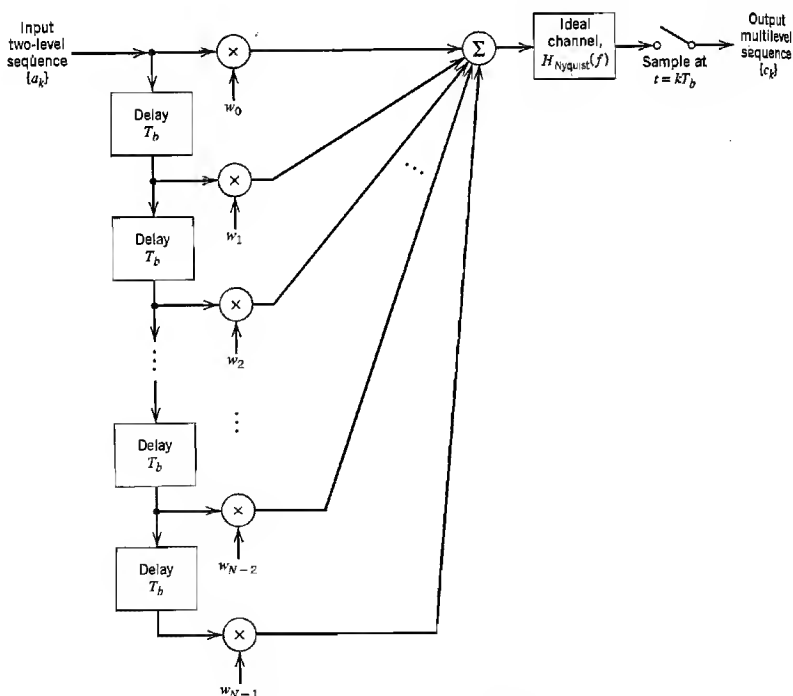 Input
two-level
sequence
{a_k}
×
w_0
Σ
Ideal
channel,
H_Nyquist(f)
Sample at
t = kT_b
Output
multilevel
sequence
{c_k}
Delay
T_b
×
w_1
Delay
T_b
×
w_2
Delay
T_b
×
w_{N-2}
Delay
T_b
×
w_{N-1}